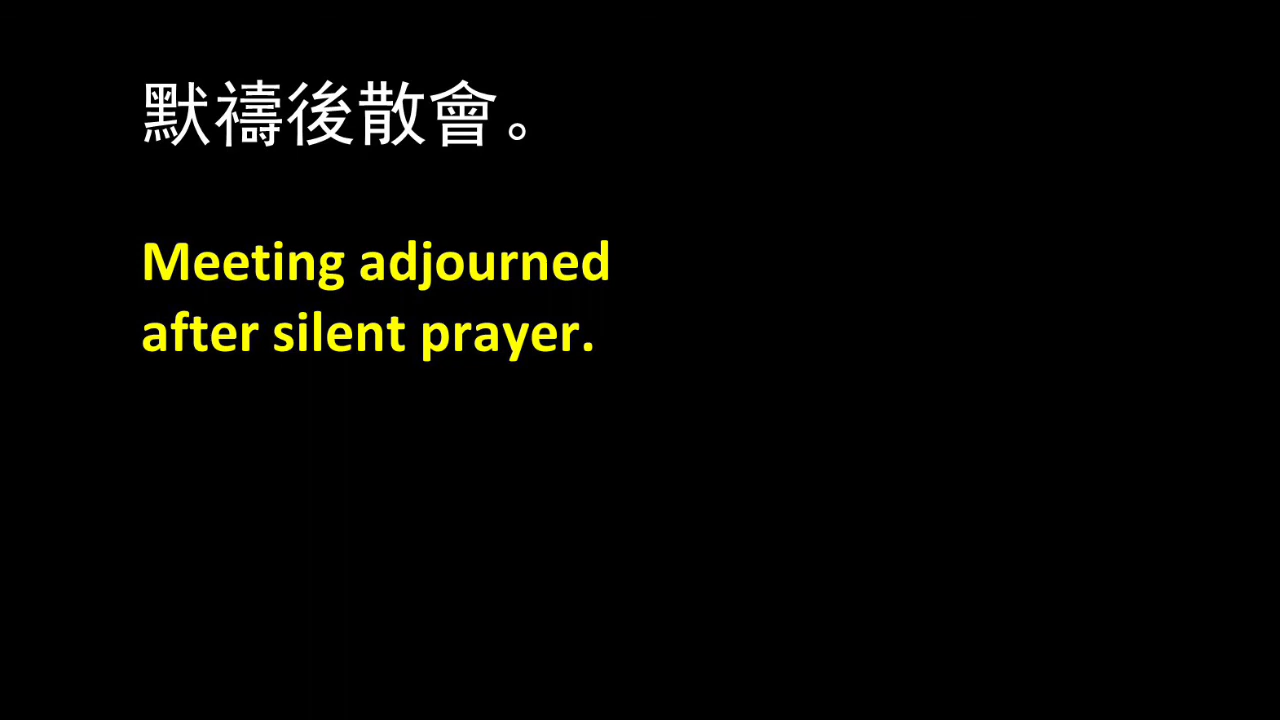 默禱後散會。
Meeting adjourned
after silent prayer.